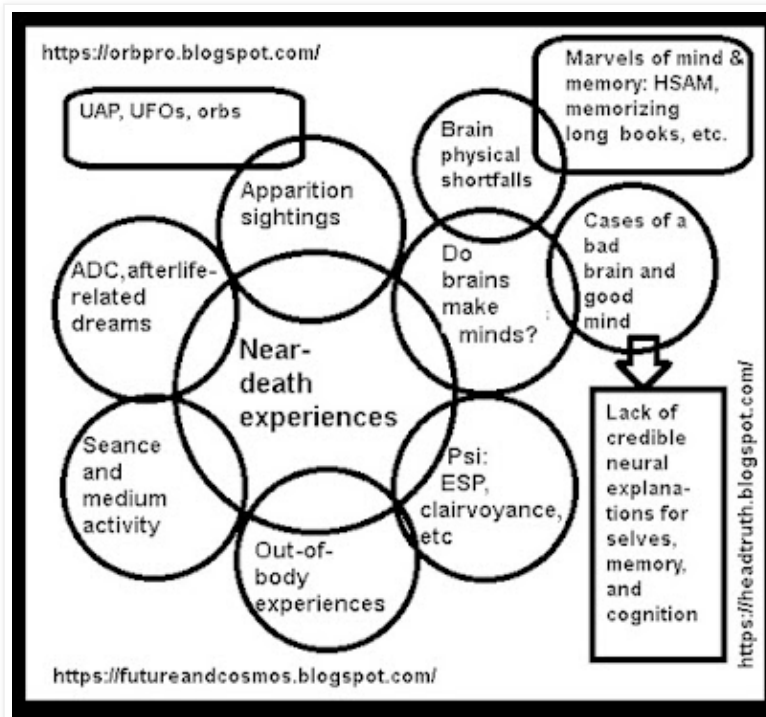 https://orbpro.blogspot.com/
UAP, UFOs, orbs
Marvels of mind &
memory: HSAM,
memorizing
long books, etc.
Brain
physical
shortfalls
Apparition
sightings
Cases of a
bad
brain and
good
mind
Do
brains
make
minds?
ADC,afterlife-
related
dreams
Near-
death
experiences
Lack of
credible
neural
explana-
tions for
selves,
memory,
and
cognition
Seance
and
medium
activity
Psi:
ESP,
clairvoyance,
etc
Out-of-
body
experiences
https://headtruth.blogspot.com/
https://futureandcosmos.blogspot.com/